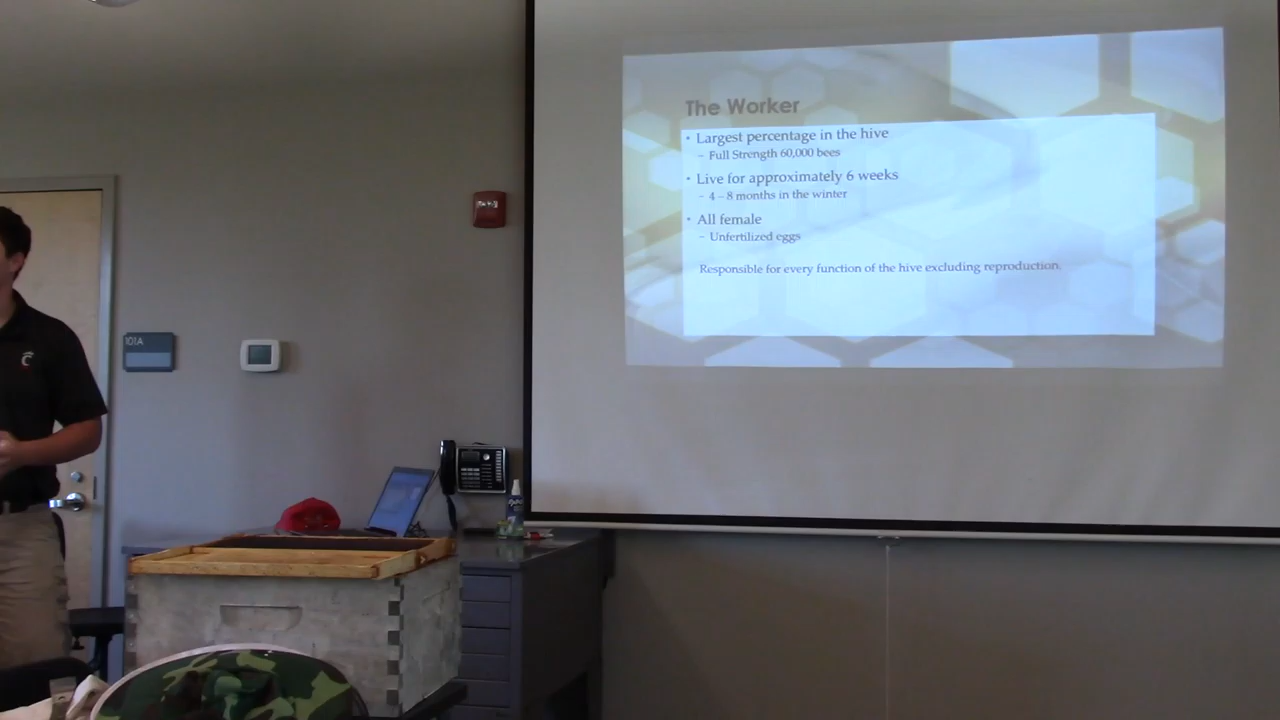 The Worker
• Largest percentage in the hive
– Full Strength 60,000 bees
• Live for approximately 6 weeks
– 4 – 8 months in the winter
• All female
– Unfertilized eggs
Responsible for every function of the hive excluding reproduction.
101A
C